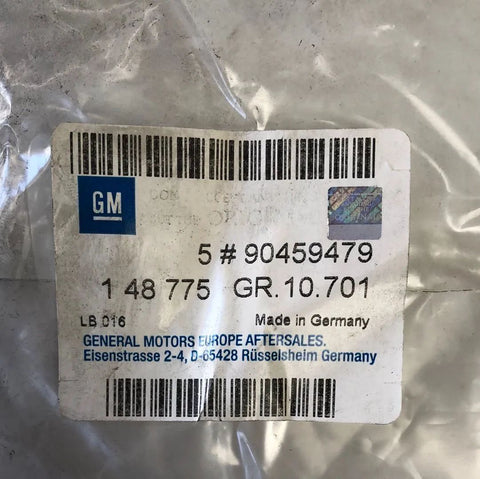 GM
5 # 90459479
1 48 775 GR.10.701
LB 016 Made in Germany
GENERAL MOTORS EUROPE AFTERSALES.
Eisenstrasse 2-4, D-65428 Rüsselsheim Germany